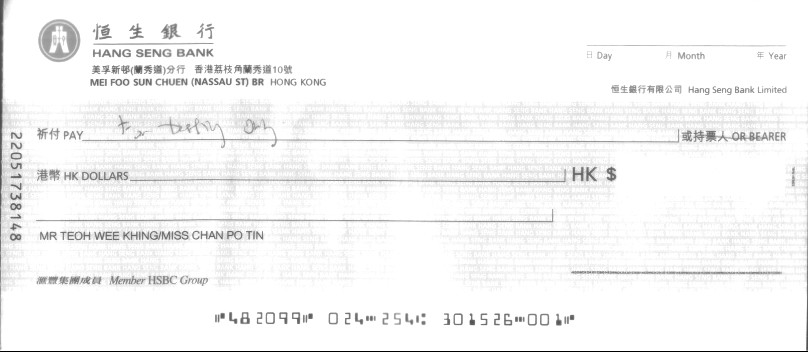 恒生銀行
HANG SENG BANK
美孚新邨(蘭秀道)分行 香港荔枝角蘭秀道10號
MEI FOO SUN CHUEN (NASSAU ST) BR HONG KONG
日 Day 月 Month 年 Year
恒生銀行有限公司 Hang Seng Bank Limited
祈付 PAY For testing only 或持票人 OR BEARER
港幣 HK DOLLARS HK $
22051738148
MR TEOH WEE KHING/MISS CHAN PO TIN
滙豐集團成員 Member HSBC Group
⑈482099⑈ 024⑉254⑆ 301526⑉001⑈